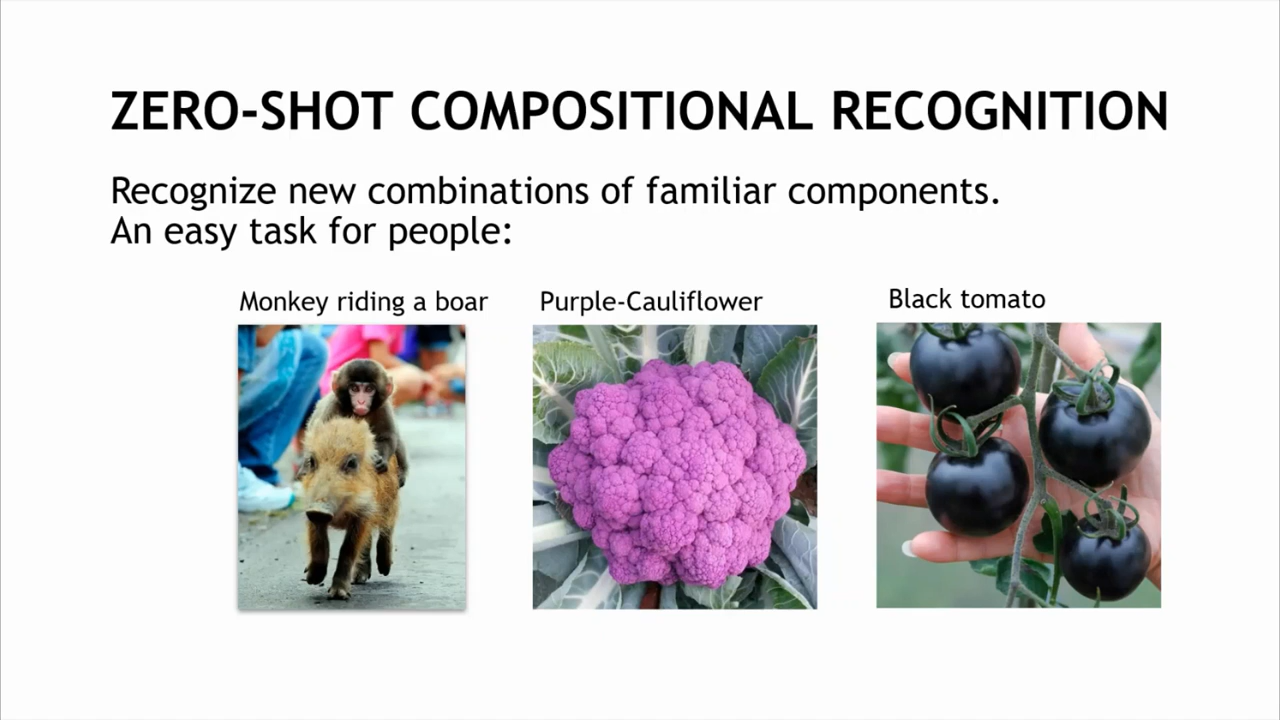 ZERO-SHOT COMPOSITIONAL RECOGNITION
Recognize new combinations of familiar components.
An easy task for people:
Monkey riding a boar
Purple-Cauliflower
Black tomato